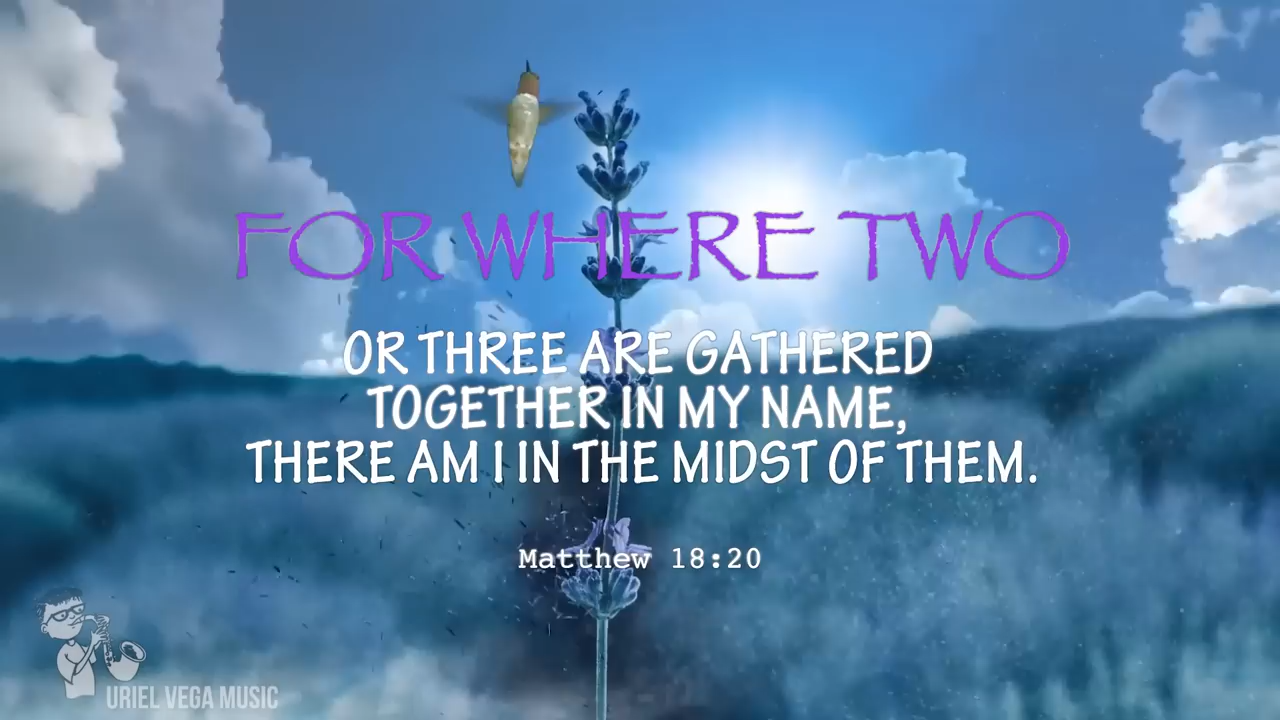 FOR WHERE TWO
OR THREE ARE GATHERED
TOGETHER IN MY NAME,
THERE AM I IN THE MIDST OF THEM.
Matthew 18:20
URIEL VEGA MUSIC